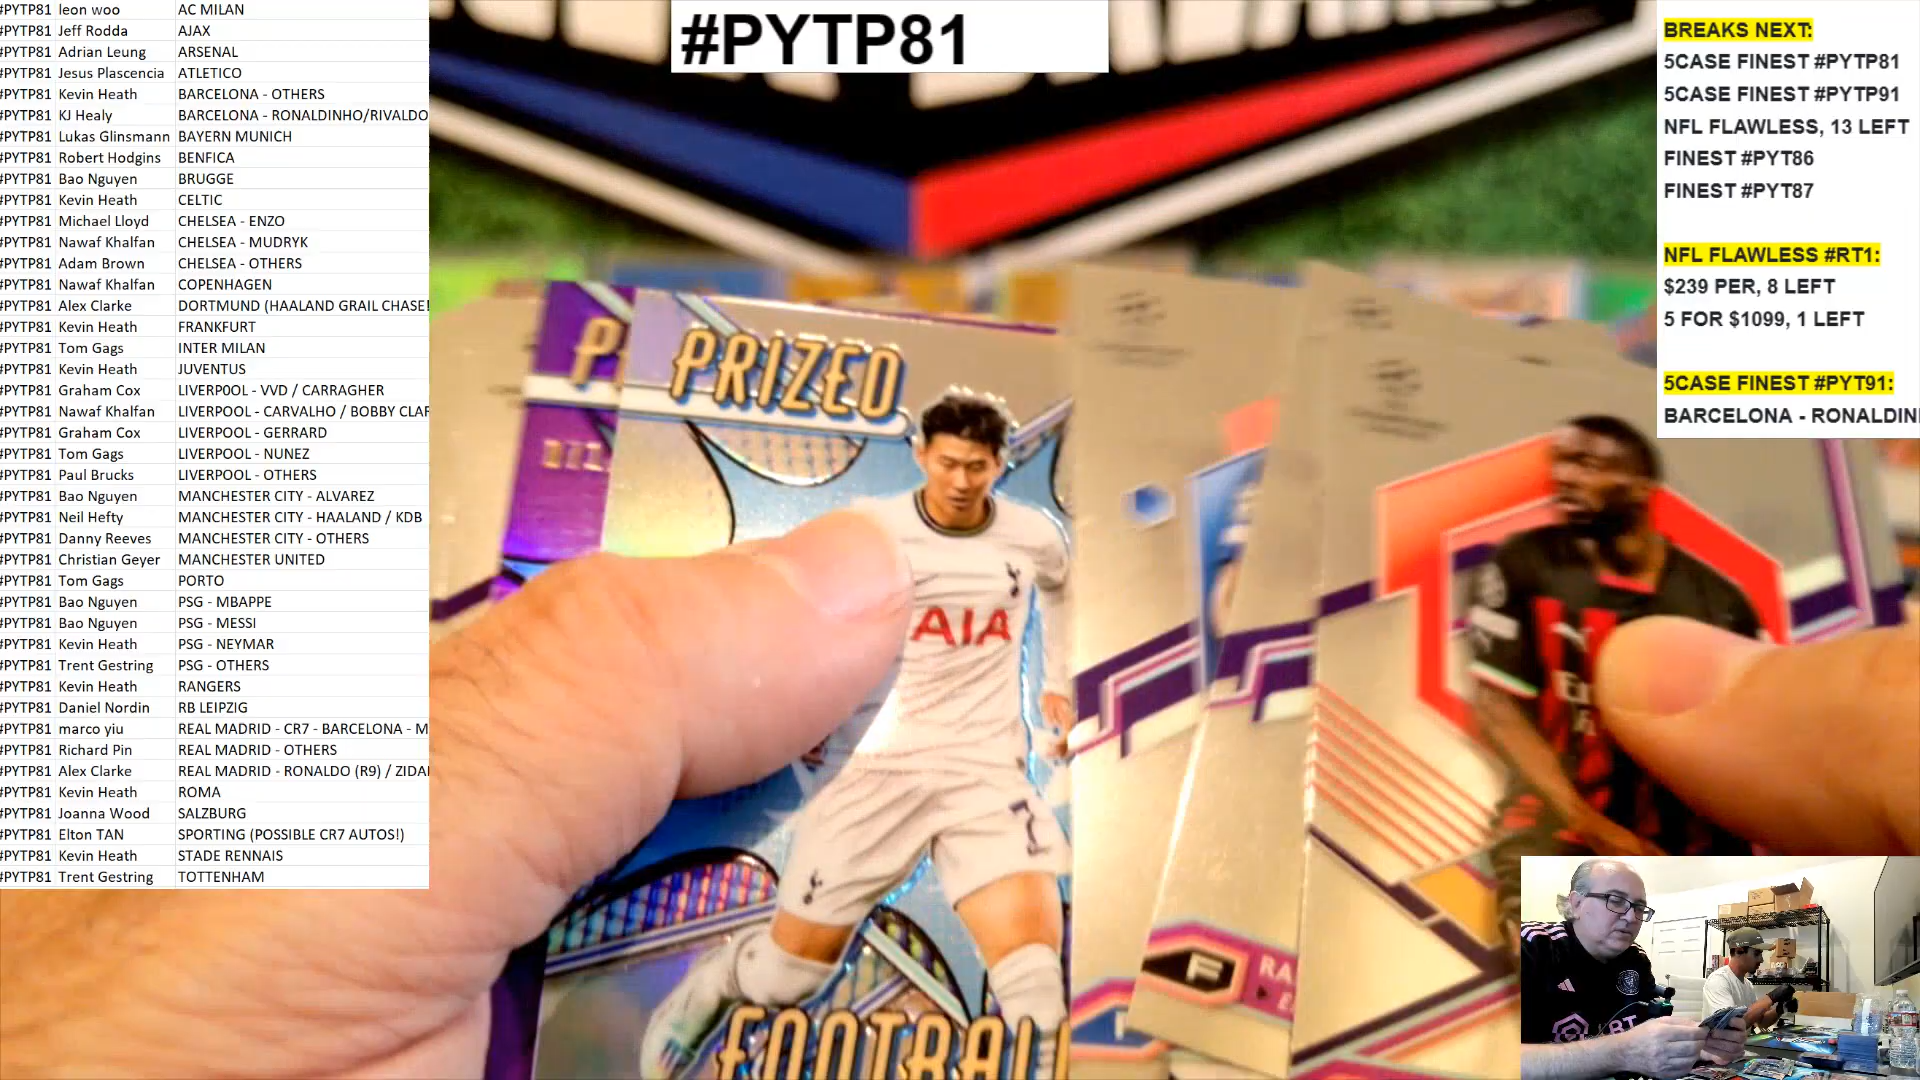 #PYTP81 leon woo AC MILAN
#PYTP81 Jeff Rodda AJAX
#PYTP81 Adrian Leung ARSENAL
#PYTP81 Jesus Plascencia ATLETICO
#PYTP81 Kevin Heath BARCELONA - OTHERS
#PYTP81 KJ Healy BARCELONA - RONALDINHO/RIVALDO
#PYTP81 Lukas Glinsmann BAYERN MUNICH
#PYTP81 Robert Hodgins BENFICA
#PYTP81 Bao Nguyen BRUGGE
#PYTP81 Kevin Heath CELTIC
#PYTP81 Michael Lloyd CHELSEA - ENZO
#PYTP81 Nawaf Khalfan CHELSEA - MUDRYK
#PYTP81 Adam Brown CHELSEA - OTHERS
#PYTP81 Nawaf Khalfan COPENHAGEN
#PYTP81 Alex Clarke DORTMUND (HAALAND GRAIL CHASE!
#PYTP81 Kevin Heath FRANKFURT
#PYTP81 Tom Gags INTER MILAN
#PYTP81 Kevin Heath JUVENTUS
#PYTP81 Graham Cox LIVERPOOL - VVD / CARRAGHER
#PYTP81 Nawaf Khalfan LIVERPOOL - CARVALHO / BOBBY CLAR
#PYTP81 Graham Cox LIVERPOOL - GERRARD
#PYTP81 Tom Gags LIVERPOOL - NUNEZ
#PYTP81 Paul Brucks LIVERPOOL - OTHERS
#PYTP81 Bao Nguyen MANCHESTER CITY - ALVAREZ
#PYTP81 Neil Hefty MANCHESTER CITY - HAALAND / KDB
#PYTP81 Danny Reeves MANCHESTER CITY - OTHERS
#PYTP81 Christian Geyer MANCHESTER UNITED
#PYTP81 Tom Gags PORTO
#PYTP81 Bao Nguyen PSG - MBAPPE
#PYTP81 Bao Nguyen PSG - MESSI
#PYTP81 Kevin Heath PSG - NEYMAR
#PYTP81 Trent Gestring PSG - OTHERS
#PYTP81 Kevin Heath RANGERS
#PYTP81 Daniel Nordin RB LEIPZIG
#PYTP81 marco yiu REAL MADRID - CR7 - BARCELONA - M
#PYTP81 Richard Pin REAL MADRID - OTHERS
#PYTP81 Alex Clarke REAL MADRID - RONALDO (R9) / ZIDA
#PYTP81 Kevin Heath ROMA
#PYTP81 Joanna Wood SALZBURG
#PYTP81 Elton TAN SPORTING (POSSIBLE CR7 AUTOS!)
#PYTP81 Kevin Heath STADE RENNAIS
#PYTP81 Trent Gestring TOTTENHAM
#PYTP81
PRIZED
AIA
7
FOOTBALL
F RA
BREAKS NEXT:
5CASE FINEST #PYTP81
5CASE FINEST #PYTP91
NFL FLAWLESS, 13 LEFT
FINEST #PYT86
FINEST #PYT87
NFL FLAWLESS #RT1:
$239 PER, 8 LEFT
5 FOR $1099, 1 LEFT
5CASE FINEST #PYT91:
BARCELONA - RONALDIN